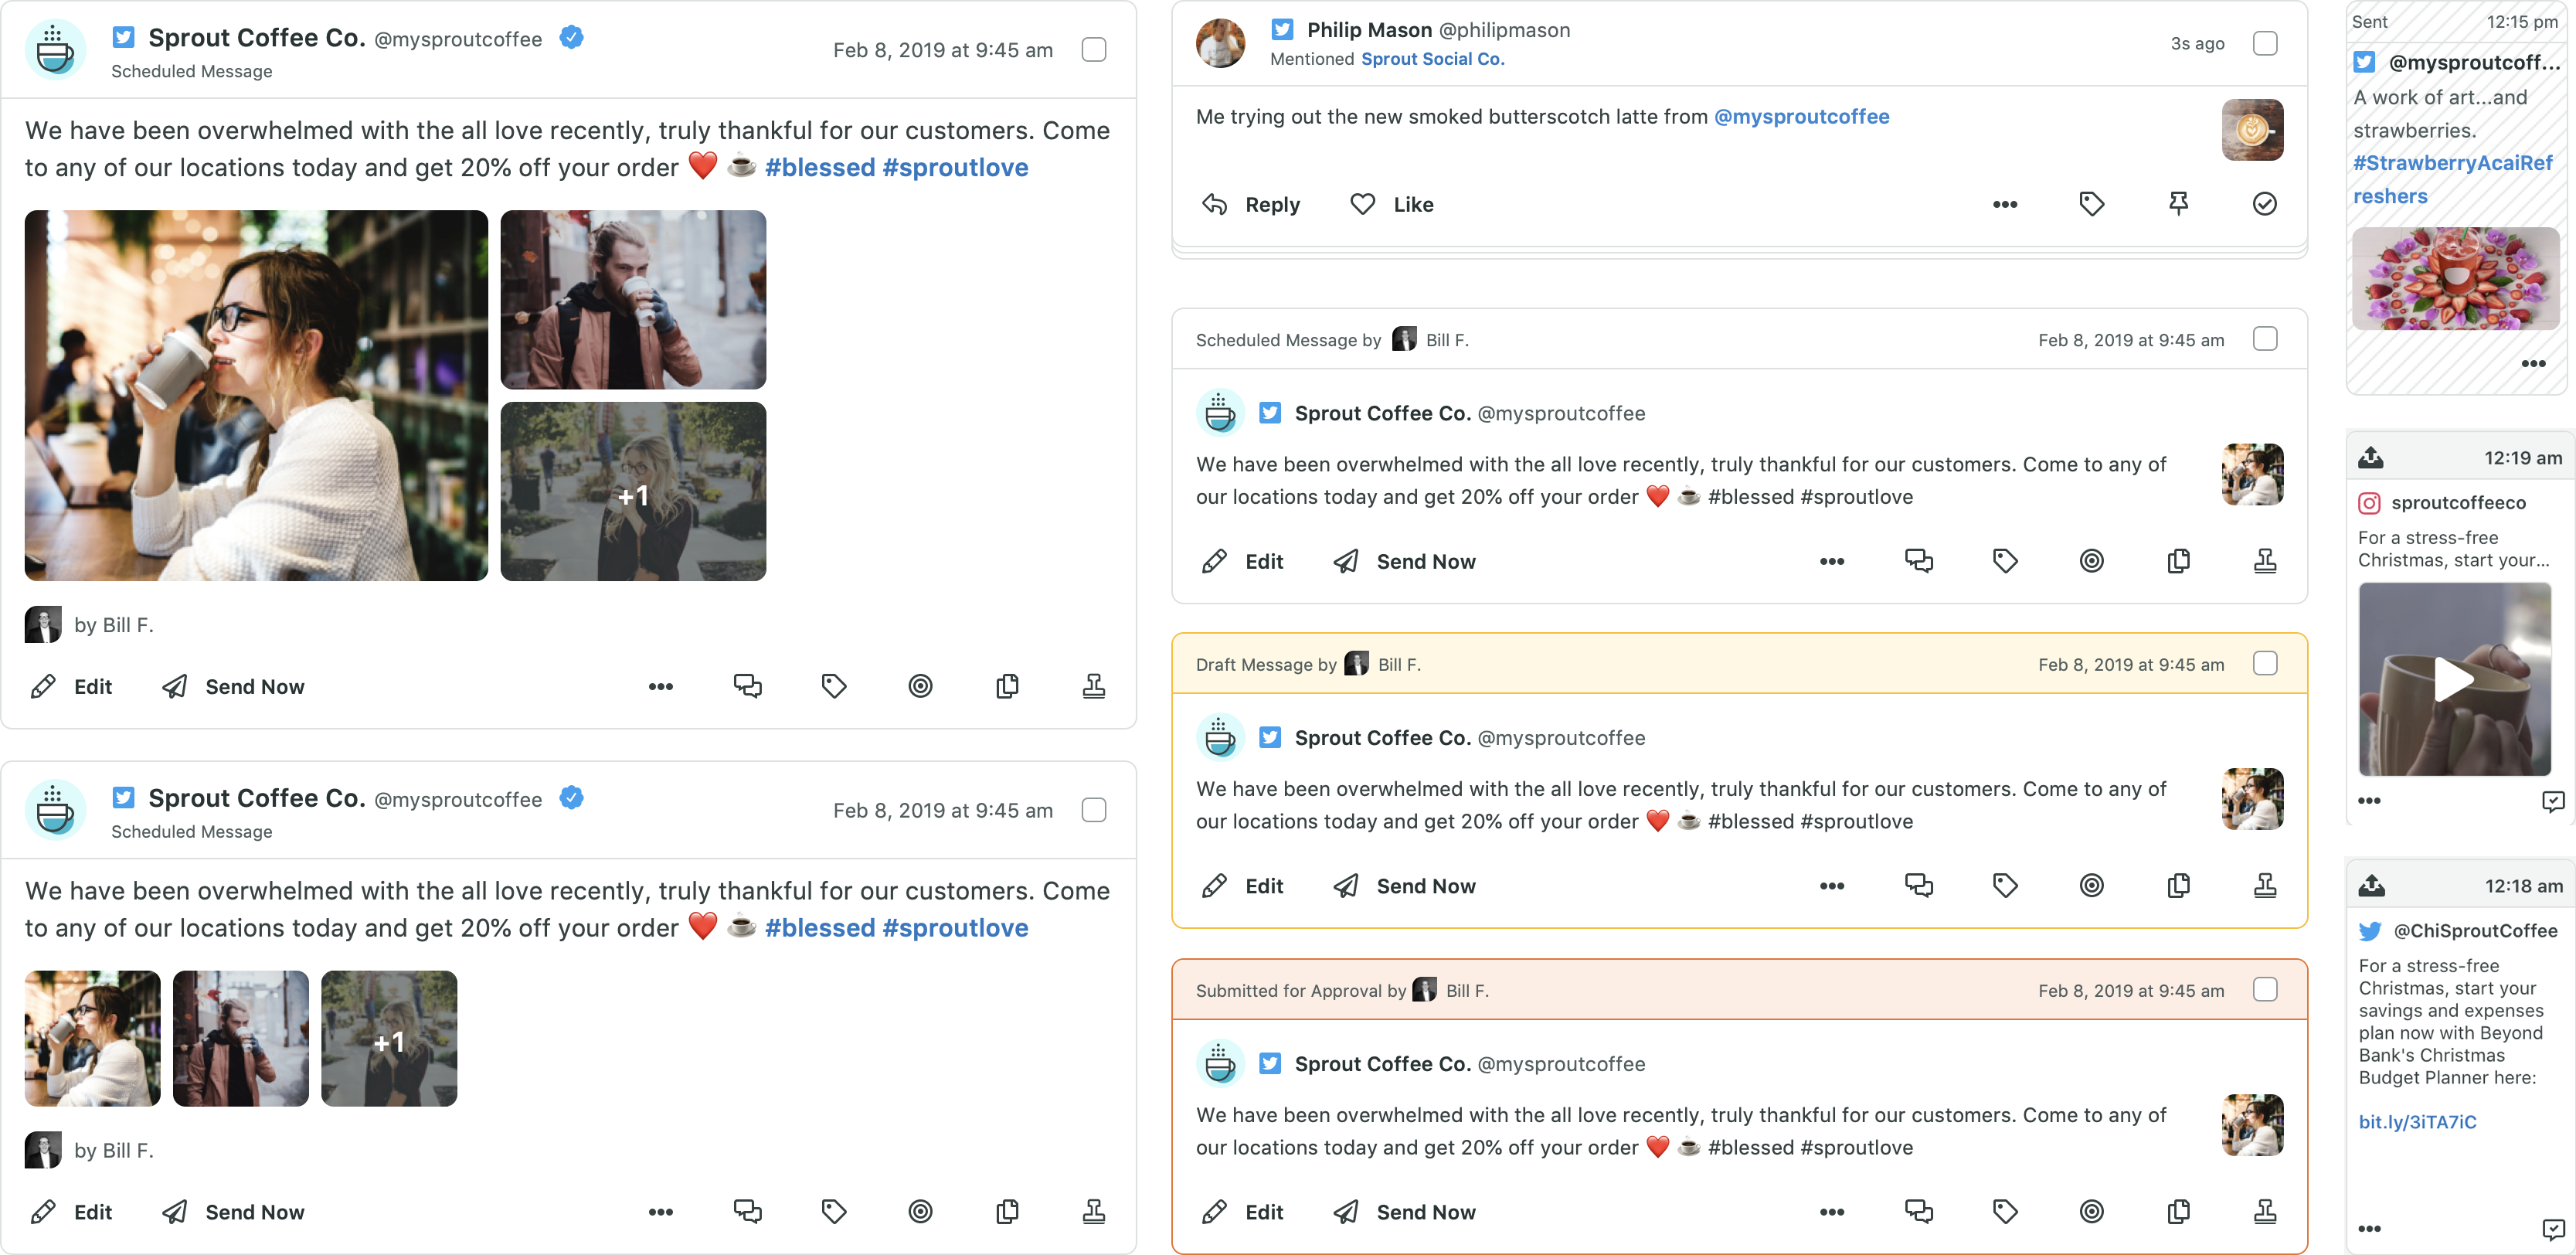 Sprout Coffee Co. @mysproutcoffee
Scheduled Message
Feb 8, 2019 at 9:45 am
We have been overwhelmed with the all love recently, truly thankful for our customers. Come
to any of our locations today and get 20% off your order ❤️ ☕ #blessed #sproutlove
+1
by Bill F.
Edit Send Now
Sprout Coffee Co. @mysproutcoffee
Scheduled Message
Feb 8, 2019 at 9:45 am
We have been overwhelmed with the all love recently, truly thankful for our customers. Come
to any of our locations today and get 20% off your order ❤️ ☕ #blessed #sproutlove
+1
by Bill F.
Edit Send Now
Philip Mason @philipmason
Mentioned Sprout Social Co.
3s ago
Me trying out the new smoked butterscotch latte from @mysproutcoffee
Reply Like
Scheduled Message by Bill F.
Feb 8, 2019 at 9:45 am
Sprout Coffee Co. @mysproutcoffee
We have been overwhelmed with the all love recently, truly thankful for our customers. Come to any of
our locations today and get 20% off your order ❤️ ☕ #blessed #sproutlove
Edit Send Now
Draft Message by Bill F.
Feb 8, 2019 at 9:45 am
Sprout Coffee Co. @mysproutcoffee
We have been overwhelmed with the all love recently, truly thankful for our customers. Come to any of
our locations today and get 20% off your order ❤️ ☕ #blessed #sproutlove
Edit Send Now
Submitted for Approval by Bill F.
Feb 8, 2019 at 9:45 am
Sprout Coffee Co. @mysproutcoffee
We have been overwhelmed with the all love recently, truly thankful for our customers. Come to any of
our locations today and get 20% off your order ❤️ ☕ #blessed #sproutlove
Edit Send Now
Sent 12:15 pm
@mysproutcoff...
A work of art...and
strawberries.
#StrawberryAcaiRef
reshers
12:19 am
sproutcoffeeco
For a stress-free
Christmas, start your...
12:18 am
@ChiSproutCoffee
For a stress-free
Christmas, start your
savings and expenses
plan now with Beyond
Bank's Christmas
Budget Planner here:
bit.ly/3iTA7iC